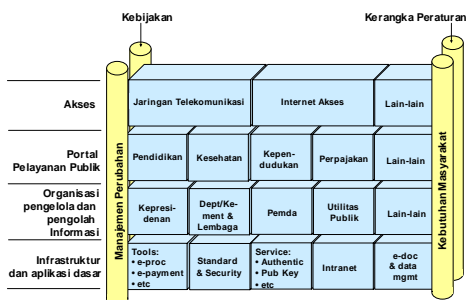 Kebijakan
Kerangka Peraturan
Akses
Jaringan Telekomunikasi
Internet Akses
Lain-lain
Portal
Pelayanan Publik
Pendidikan
Kesehatan
Kepen-
dudukan
Perpajakan
Lain-lain
Organisasi
pengelola dan
pengolah
Informasi
Kepresi-
denan
Dept/Ke-
ment &
Lembaga
Pemda
Utilitas
Publik
Lain-lain
Infrastruktur
dan aplikasi dasar
Tools:
• e-proc
• e-payment
• etc
Standard
& Security
Service:
• Authentic
• Pub Key
• etc
Intranet
e-doc
& data
mgmt
Manajemen Perubahan
Kebutuhan Masyarakat